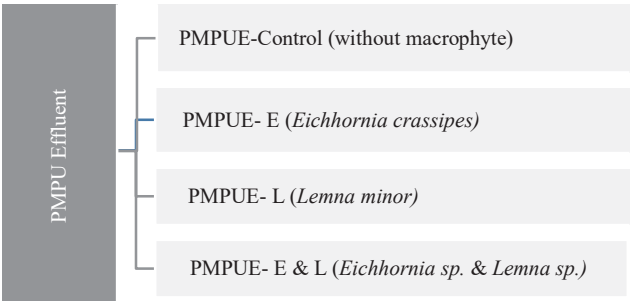 PMPU Effluent
PMPUE-Control (without macrophyte)
PMPUE- E (Eichhornia crassipes)
PMPUE- L (Lemna minor)
PMPUE- E & L (Eichhornia sp. & Lemna sp.)